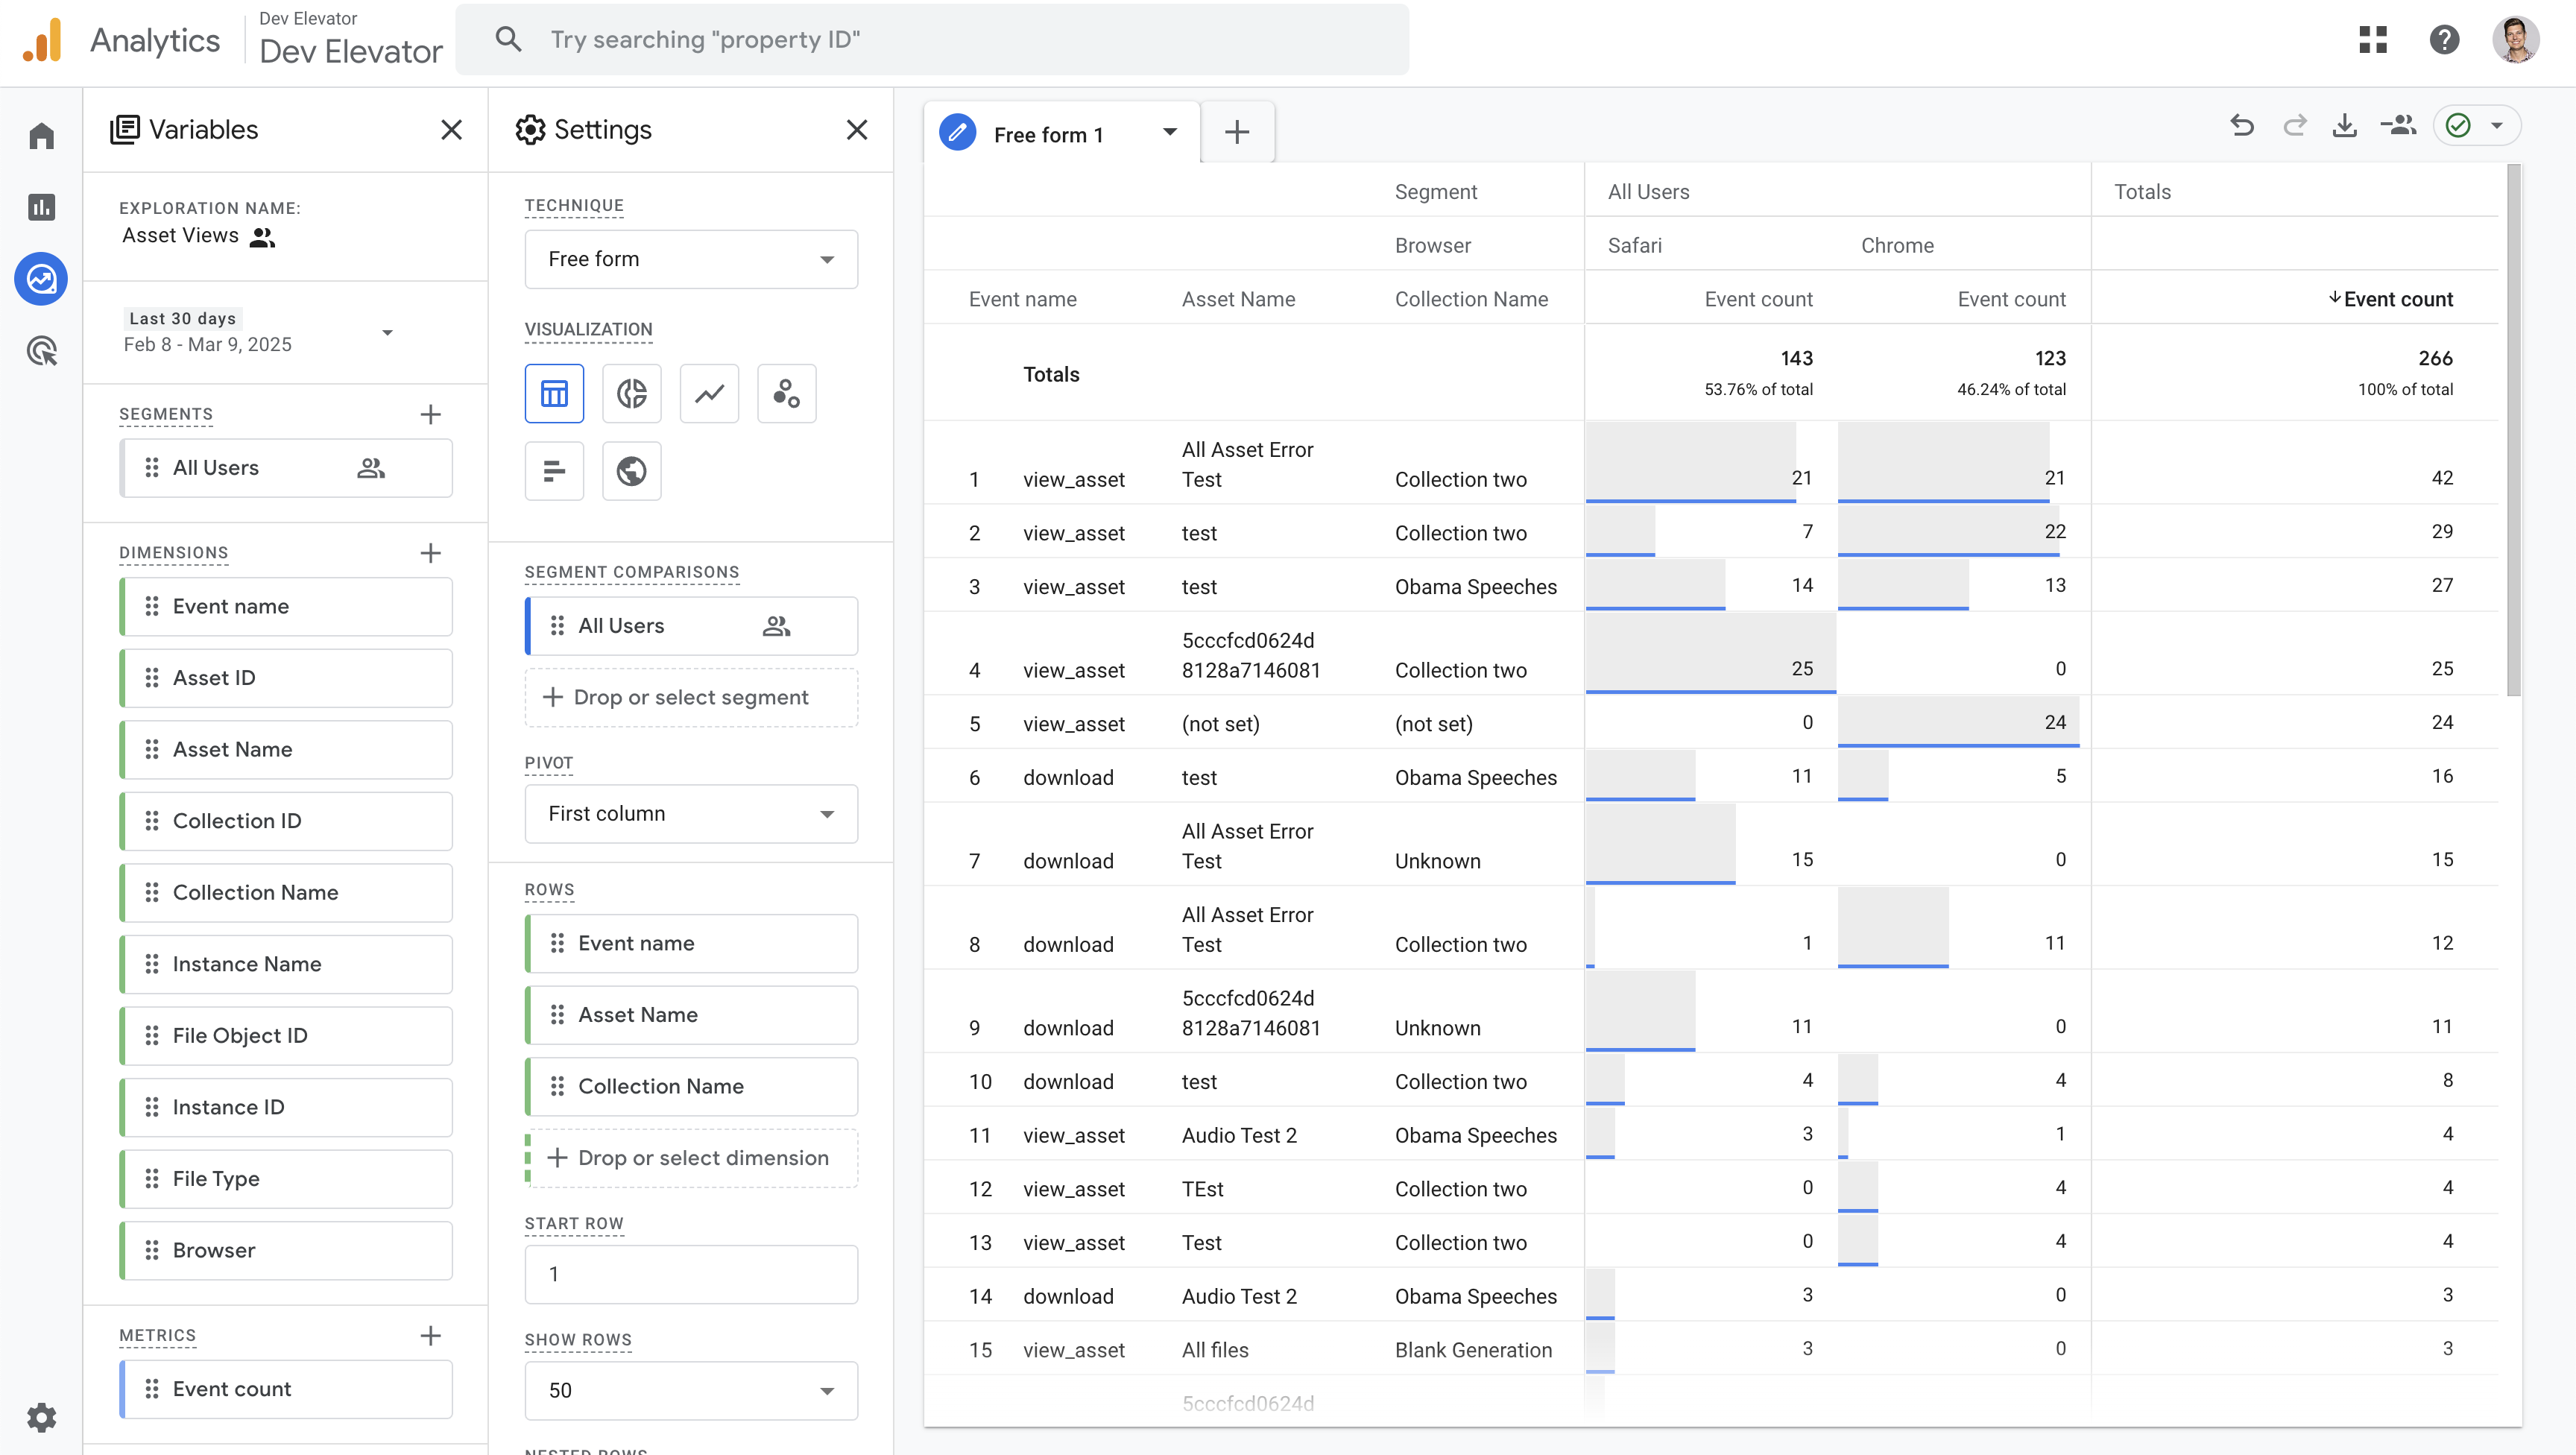 Analytics
Dev Elevator
Dev Elevator
Try searching "property ID"
Variables
EXPLORATION NAME:
Asset Views
Last 30 days
Feb 8 - Mar 9, 2025
SEGMENTS
All Users
DIMENSIONS
Event name
Asset ID
Asset Name
Collection ID
Collection Name
Instance Name
File Object ID
Instance ID
File Type
Browser
METRICS
Event count
Settings
TECHNIQUE
Free form
VISUALIZATION
SEGMENT COMPARISONS
All Users
Drop or select segment
PIVOT
First column
ROWS
Event name
Asset Name
Collection Name
Drop or select dimension
START ROW
1
SHOW ROWS
50
NESTED ROWS
Free form 1
Segment All Users Totals
Browser Safari Chrome
Event name Asset Name Collection Name Event count Event count ↓Event count
Totals 143 123 266
53.76% of total 46.24% of total 100% of total
All Asset Error
1 view_asset Test Collection two 21 21 42
2 view_asset test Collection two 7 22 29
3 view_asset test Obama Speeches 14 13 27
5cccfcd0624d
4 view_asset 8128a7146081 Collection two 25 0 25
5 view_asset (not set) (not set) 0 24 24
6 download test Obama Speeches 11 5 16
All Asset Error
7 download Test Unknown 15 0 15
All Asset Error
8 download Test Collection two 1 11 12
5cccfcd0624d
9 download 8128a7146081 Unknown 11 0 11
10 download test Collection two 4 4 8
11 view_asset Audio Test 2 Obama Speeches 3 1 4
12 view_asset TEst Collection two 0 4 4
13 view_asset Test Collection two 0 4 4
14 download Audio Test 2 Obama Speeches 3 0 3
15 view_asset All files Blank Generation 3 0 3
5cccfcd0624d